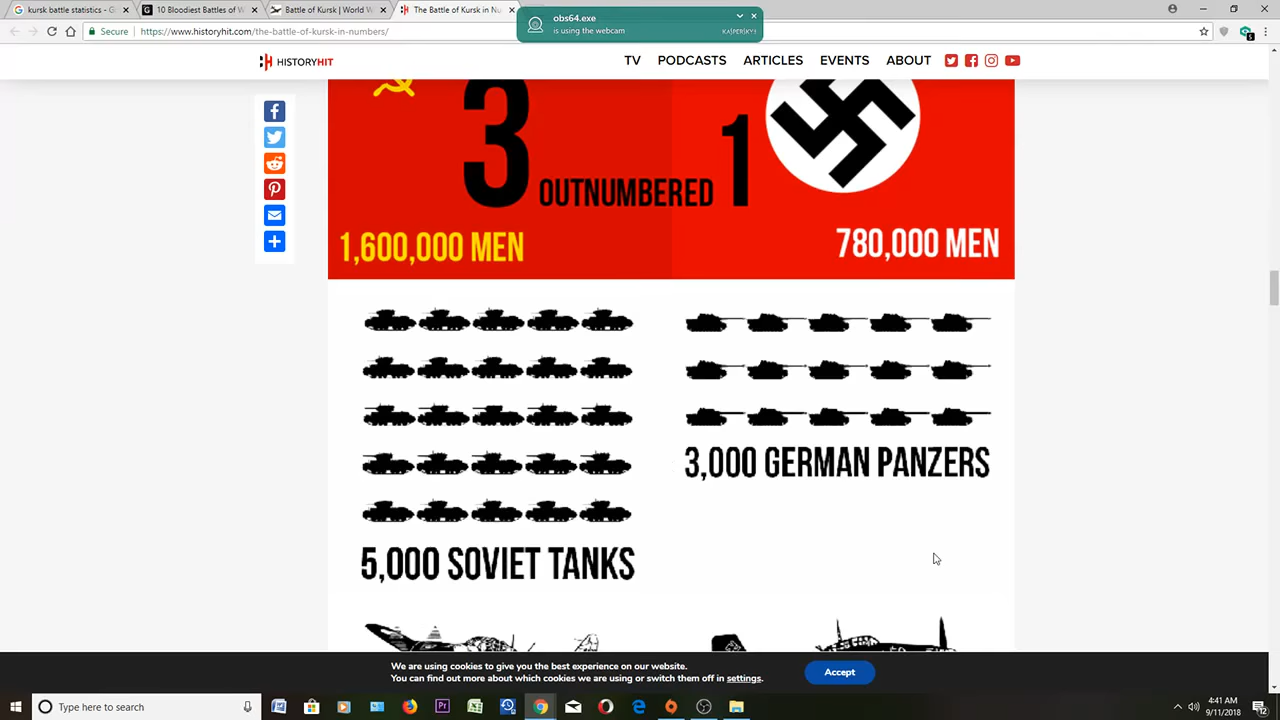 kursk battle statistics - G
10 Bloodiest Battles of W
Battle of Kursk | World W
The Battle of Kursk in Nu
obs64.exe
is using the webcam
KASPERSKY
Secure
https://www.historyhit.com/the-battle-of-kursk-in-numbers/
HISTORYHIT
TV PODCASTS ARTICLES EVENTS ABOUT
3 OUTNUMBERED 1
1,600,000 MEN
780,000 MEN
3,000 GERMAN PANZERS
5,000 SOVIET TANKS
We are using cookies to give you the best experience on our website.
You can find out more about which cookies we are using or switch them off in settings.
Accept
Type here to search
4:41 AM
9/11/2018